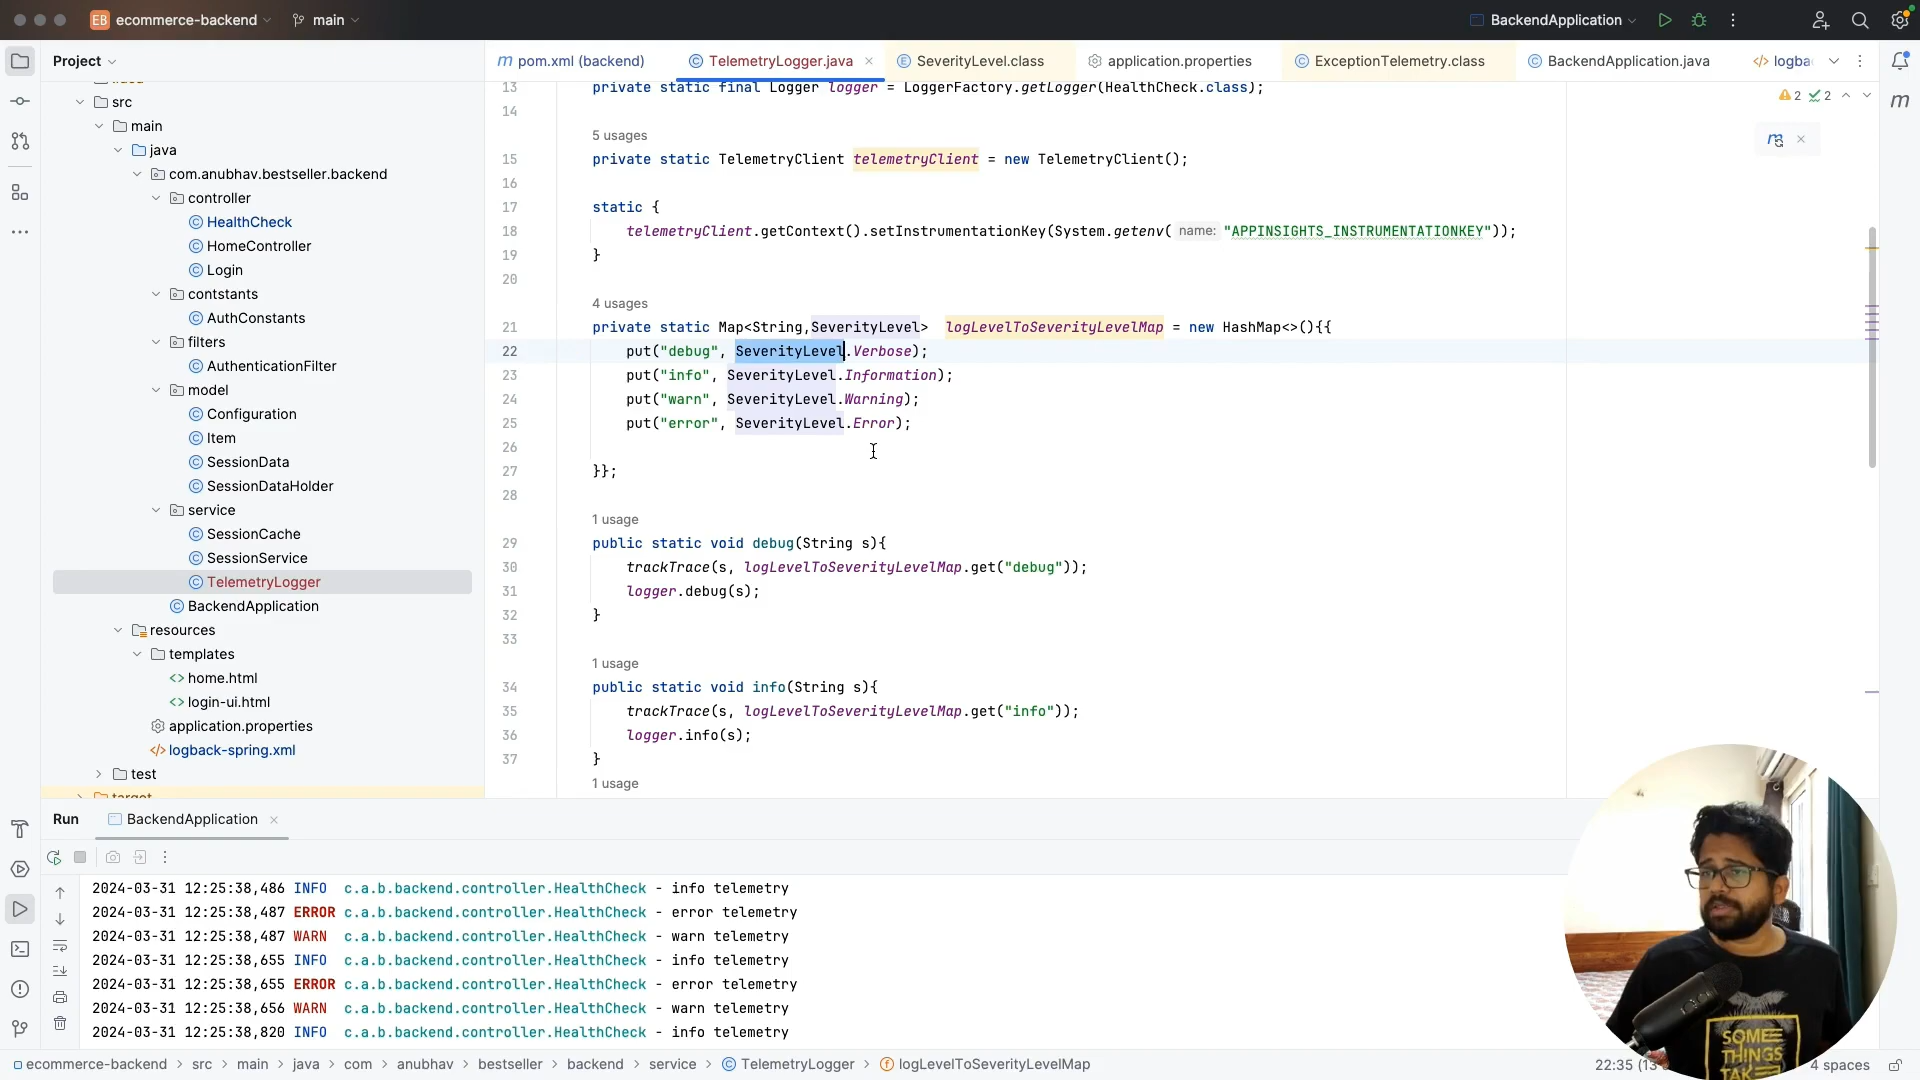 EB ecommerce-backend main BackendApplication
Project
pom.xml (backend) TelemetryLogger.java SeverityLevel.class application.properties ExceptionTelemetry.class BackendApplication.java logba
src
main
java
com.anubhav.bestseller.backend
controller
HealthCheck
HomeController
Login
contstants
AuthConstants
filters
AuthenticationFilter
model
Configuration
Item
SessionData
SessionDataHolder
service
SessionCache
SessionService
TelemetryLogger
BackendApplication
resources
templates
home.html
login-ui.html
application.properties
logback-spring.xml
test
target
2 2
13 private static final Logger logger = LoggerFactory.getLogger(HealthCheck.class);
14
5 usages
15 private static TelemetryClient telemetryClient = new TelemetryClient();
16
17 static {
18 telemetryClient.getContext().setInstrumentationKey(System.getenv( name: "APPINSIGHTS_INSTRUMENTATIONKEY"));
19 }
20
4 usages
21 private static Map<String,SeverityLevel> logLevelToSeverityLevelMap = new HashMap<>(){{
22 put("debug", SeverityLevel.Verbose);
23 put("info", SeverityLevel.Information);
24 put("warn", SeverityLevel.Warning);
25 put("error", SeverityLevel.Error);
26
27 }};
28
1 usage
29 public static void debug(String s){
30 trackTrace(s, logLevelToSeverityLevelMap.get("debug"));
31 logger.debug(s);
32 }
33
1 usage
34 public static void info(String s){
35 trackTrace(s, logLevelToSeverityLevelMap.get("info"));
36 logger.info(s);
37 }
1 usage
Run BackendApplication
2024-03-31 12:25:38,486 INFO c.a.b.backend.controller.HealthCheck - info telemetry
2024-03-31 12:25:38,487 ERROR c.a.b.backend.controller.HealthCheck - error telemetry
2024-03-31 12:25:38,487 WARN c.a.b.backend.controller.HealthCheck - warn telemetry
2024-03-31 12:25:38,655 INFO c.a.b.backend.controller.HealthCheck - info telemetry
2024-03-31 12:25:38,655 ERROR c.a.b.backend.controller.HealthCheck - error telemetry
2024-03-31 12:25:38,656 WARN c.a.b.backend.controller.HealthCheck - warn telemetry
2024-03-31 12:25:38,820 INFO c.a.b.backend.controller.HealthCheck - info telemetry
SOME
THINGS
TAK
ecommerce-backend > src > main > java > com > anubhav > bestseller > backend > service > TelemetryLogger > logLevelToSeverityLevelMap 22:35 (13 4 spaces